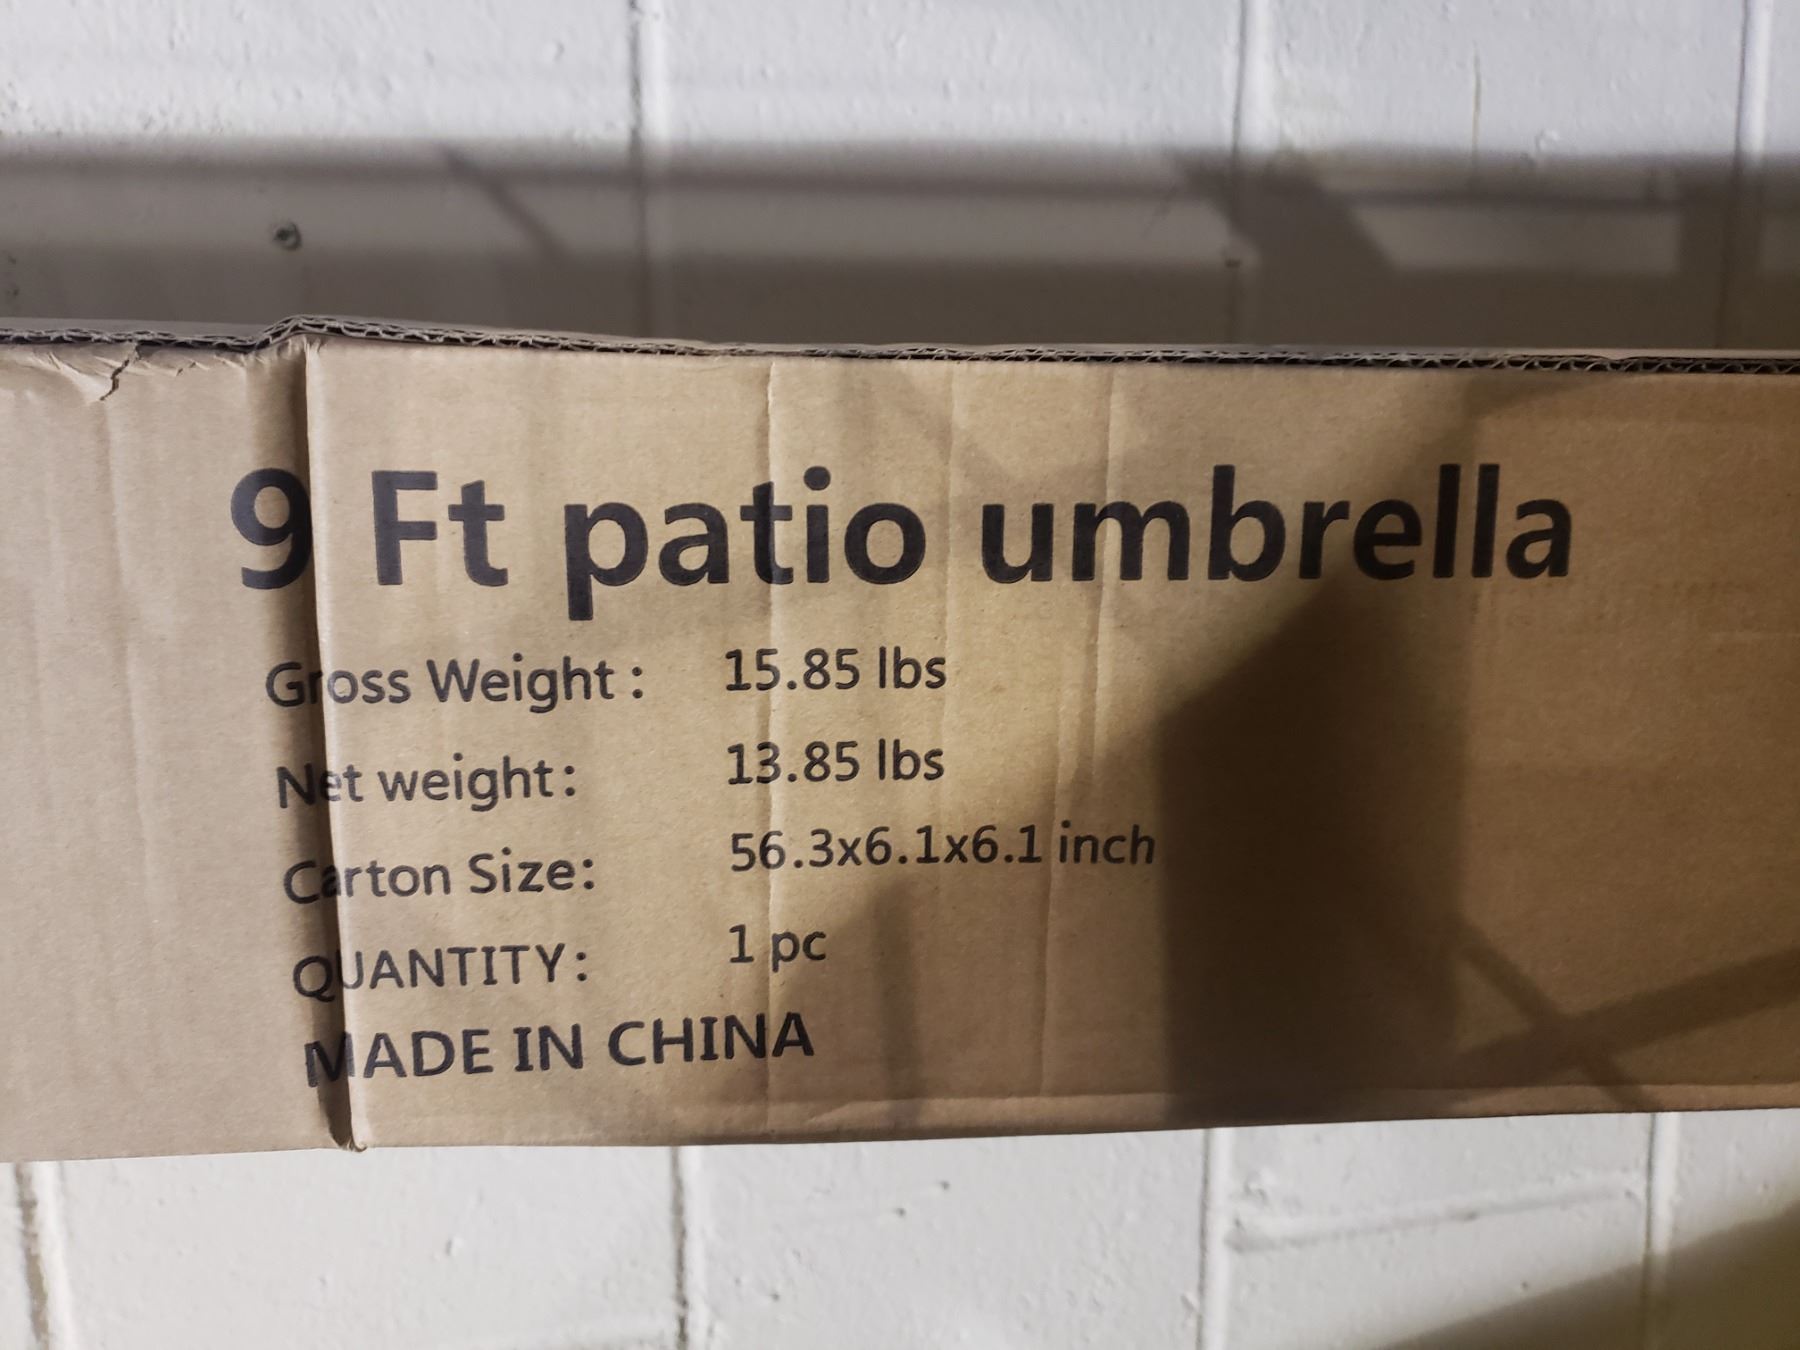 9 Ft patio umbrella
Gross Weight : 15.85 lbs
Net weight: 13.85 lbs
Carton Size: 56.3x6.1x6.1 inch
QUANTITY: 1 pc
MADE IN CHINA